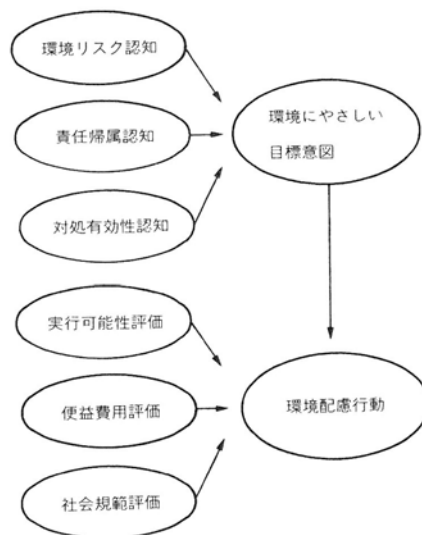 環境リスク認知
責任帰属認知
対処有効性認知
環境にやさしい
目標意図
実行可能性評価
便益費用評価
社会規範評価
環境配慮行動